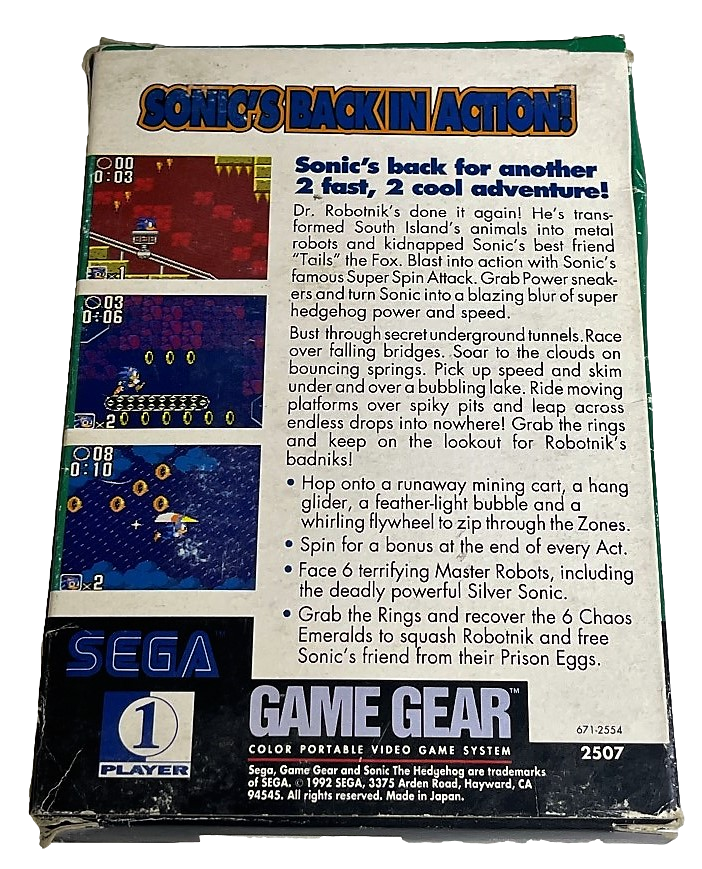 SONIC'S BACK IN ACTION!
Sonic's back for another
2 fast, 2 cool adventure!
Dr. Robotnik's done it again! He's trans-
formed South Island's animals into metal
robots and kidnapped Sonic's best friend
"Tails" the Fox. Blast into action with Sonic's
famous Super Spin Attack. Grab Power sneak-
ers and turn Sonic into a blazing blur of super
hedgehog power and speed.
Bust through secret underground tunnels. Race
over falling bridges. Soar to the clouds on
bouncing springs. Pick up speed and skim
under and over a bubbling lake. Ride moving
platforms over spiky pits and leap across
endless drops into nowhere! Grab the rings
and keep on the lookout for Robotnik's
badniks!
• Hop onto a runaway mining cart, a hang
glider, a feather-light bubble and a
whirling flywheel to zip through the Zones.
• Spin for a bonus at the end of every Act.
• Face 6 terrifying Master Robots, including
the deadly powerful Silver Sonic.
• Grab the Rings and recover the 6 Chaos
Emeralds to squash Robotnik and free
Sonic's friend from their Prison Eggs.
00
0:03
×1
03
0:06
×2
08
0:10
×2
SEGA™
1
PLAYER
GAME GEAR™
COLOR PORTABLE VIDEO GAME SYSTEM
Sega, Game Gear and Sonic The Hedgehog are trademarks
of SEGA. © 1992 SEGA, 3375 Arden Road, Hayward, CA
94545. All rights reserved. Made in Japan.
671-2554
2507